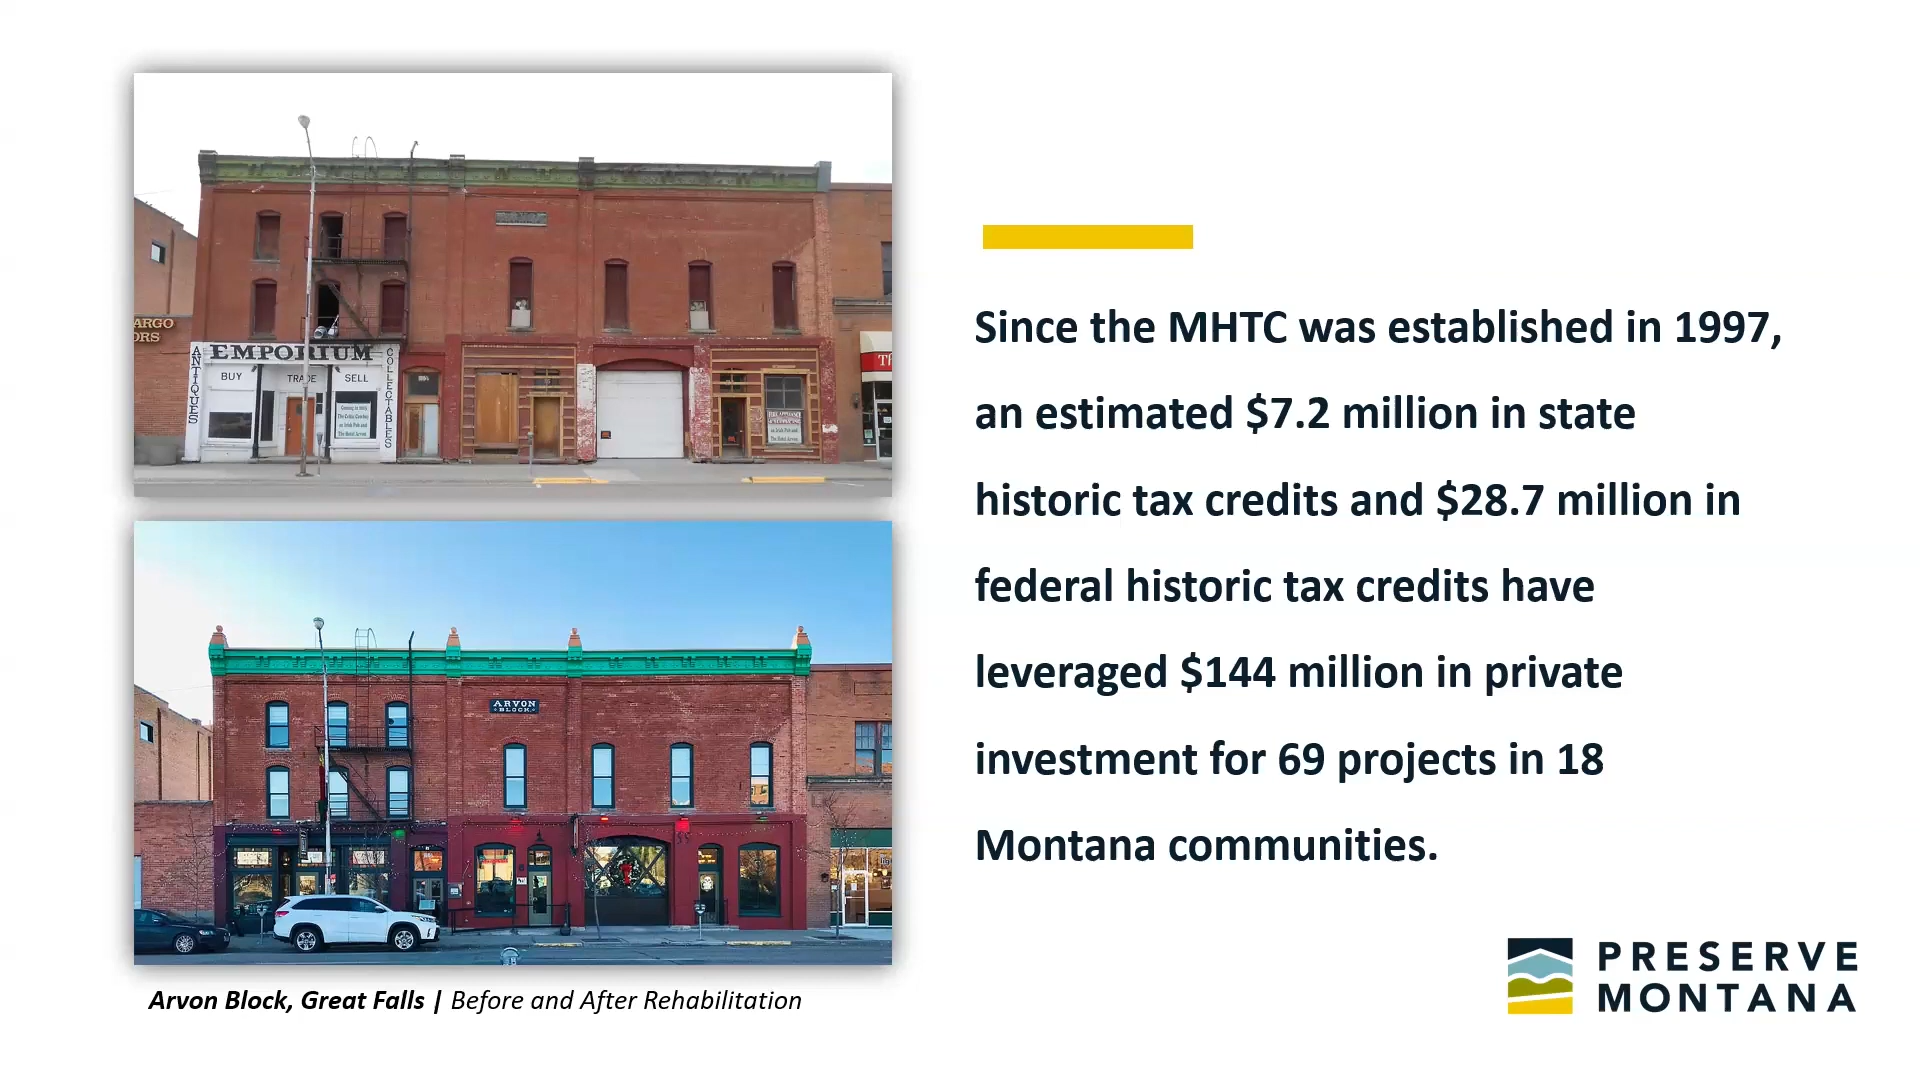 ARGO
ORS
EMPORIUM
ANTIQUES
BUY
TRADE
SELL
COLLECTABLES
ARVON
BLOCK
Arvon Block, Great Falls | Before and After Rehabilitation
Since the MHTC was established in 1997,
an estimated $7.2 million in state
historic tax credits and $28.7 million in
federal historic tax credits have
leveraged $144 million in private
investment for 69 projects in 18
Montana communities.
PRESERVE
MONTANA